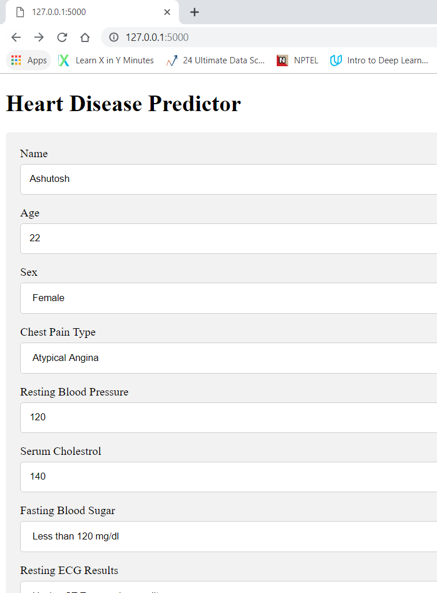 127.0.0.1:5000
127.0.0.1:5000
Apps Learn X in Y Minutes 24 Ultimate Data Sc... NPTEL Intro to Deep Learn...
Heart Disease Predictor
Name
Ashutosh
Age
22
Sex
Female
Chest Pain Type
Atypical Angina
Resting Blood Pressure
120
Serum Cholestrol
140
Fasting Blood Sugar
Less than 120 mg/dl
Resting ECG Results